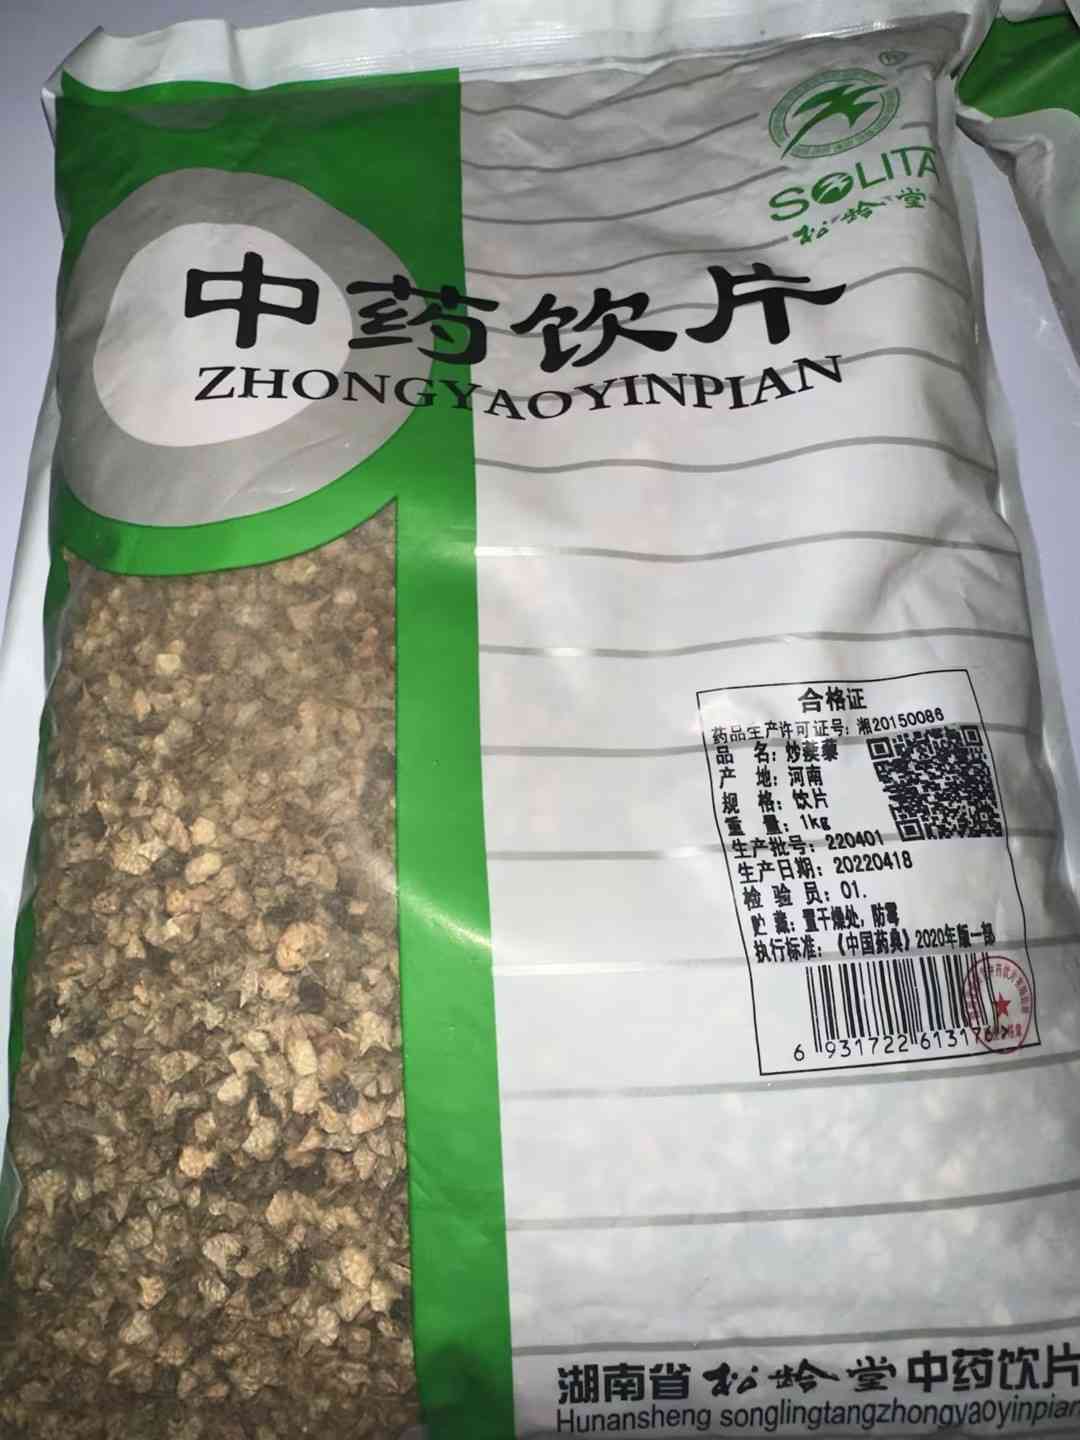 SOLITA
松龄堂
中药饮片
ZHONGYAOYINPIAN
合格证
药品生产许可证号: 湘20150086
品 名: 炒蒺藜
产 地: 河南
规 格: 饮片
重 量: 1kg
生产批号: 220401
生产日期: 20220418
检 验 员: 01.
贮 藏: 置干燥处, 防霉
执行标准: 《中国药典》2020年版一部
6 931722 613176 >
湖南省松龄堂中药饮片
Hunansheng songlingtangzhongyaoyinpian